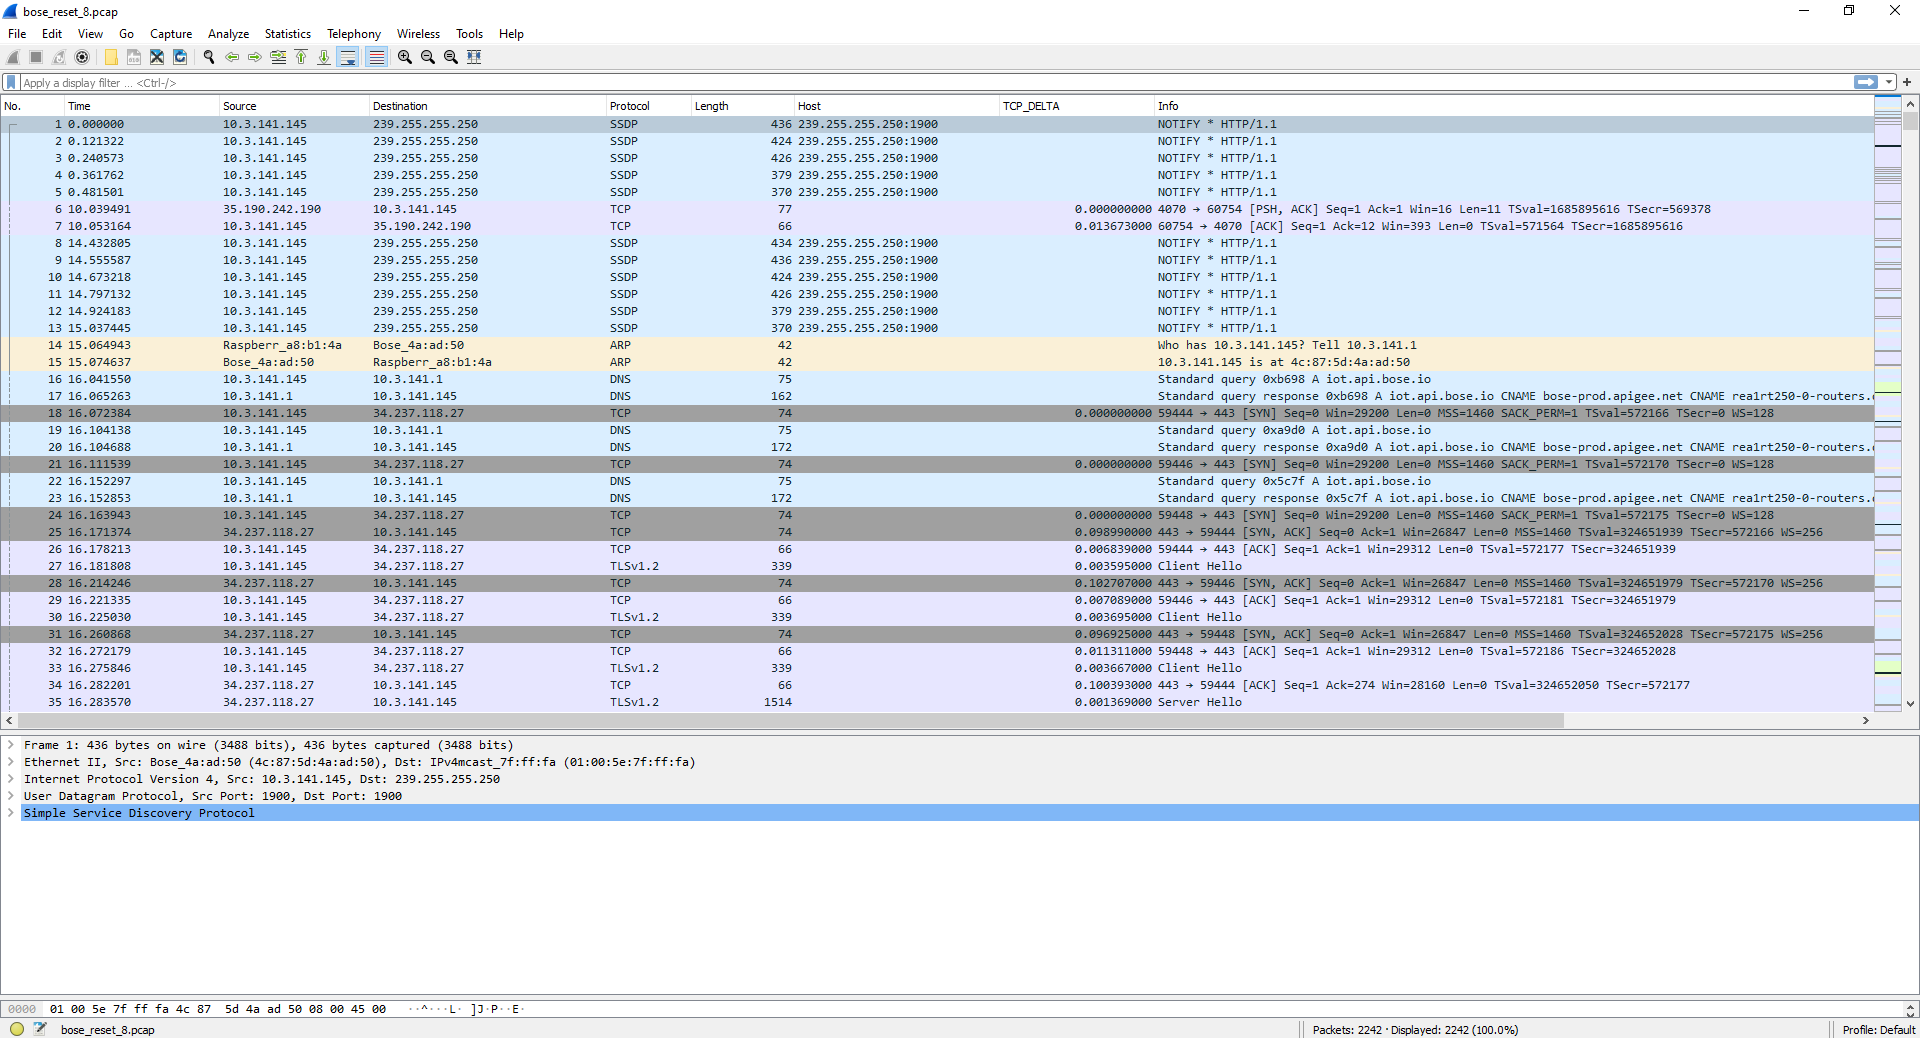 bose_reset_8.pcap
File Edit View Go Capture Analyze Statistics Telephony Wireless Tools Help
Apply a display filter ... <Ctrl-/>
No. Time Source Destination Protocol Length Host TCP_DELTA Info
1 0.000000 10.3.141.145 239.255.255.250 SSDP 436 239.255.255.250:1900 NOTIFY * HTTP/1.1
2 0.121322 10.3.141.145 239.255.255.250 SSDP 424 239.255.255.250:1900 NOTIFY * HTTP/1.1
3 0.240573 10.3.141.145 239.255.255.250 SSDP 426 239.255.255.250:1900 NOTIFY * HTTP/1.1
4 0.361762 10.3.141.145 239.255.255.250 SSDP 379 239.255.255.250:1900 NOTIFY * HTTP/1.1
5 0.481501 10.3.141.145 239.255.255.250 SSDP 370 239.255.255.250:1900 NOTIFY * HTTP/1.1
6 10.039491 35.190.242.190 10.3.141.145 TCP 77 0.000000000 4070 → 60754 [PSH, ACK] Seq=1 Ack=1 Win=16 Len=11 TSval=1685895616 TSecr=569378
7 10.053164 10.3.141.145 35.190.242.190 TCP 66 0.013673000 60754 → 4070 [ACK] Seq=1 Ack=12 Win=393 Len=0 TSval=571564 TSecr=1685895616
8 14.432805 10.3.141.145 239.255.255.250 SSDP 434 239.255.255.250:1900 NOTIFY * HTTP/1.1
9 14.555587 10.3.141.145 239.255.255.250 SSDP 436 239.255.255.250:1900 NOTIFY * HTTP/1.1
10 14.673218 10.3.141.145 239.255.255.250 SSDP 424 239.255.255.250:1900 NOTIFY * HTTP/1.1
11 14.797132 10.3.141.145 239.255.255.250 SSDP 426 239.255.255.250:1900 NOTIFY * HTTP/1.1
12 14.924183 10.3.141.145 239.255.255.250 SSDP 379 239.255.255.250:1900 NOTIFY * HTTP/1.1
13 15.037445 10.3.141.145 239.255.255.250 SSDP 370 239.255.255.250:1900 NOTIFY * HTTP/1.1
14 15.064943 Raspberr_a8:b1:4a Bose_4a:ad:50 ARP 42 Who has 10.3.141.145? Tell 10.3.141.1
15 15.074637 Bose_4a:ad:50 Raspberr_a8:b1:4a ARP 42 10.3.141.145 is at 4c:87:5d:4a:ad:50
16 16.041550 10.3.141.145 10.3.141.1 DNS 75 Standard query 0xb698 A iot.api.bose.io
17 16.065263 10.3.141.1 10.3.141.145 DNS 162 Standard query response 0xb698 A iot.api.bose.io CNAME bose-prod.apigee.net CNAME rea1rt250-0-routers.
18 16.072384 10.3.141.145 34.237.118.27 TCP 74 0.000000000 59444 → 443 [SYN] Seq=0 Win=29200 Len=0 MSS=1460 SACK_PERM=1 TSval=572166 TSecr=0 WS=128
19 16.104138 10.3.141.145 10.3.141.1 DNS 75 Standard query 0xa9d0 A iot.api.bose.io
20 16.104688 10.3.141.1 10.3.141.145 DNS 172 Standard query response 0xa9d0 A iot.api.bose.io CNAME bose-prod.apigee.net CNAME rea1rt250-0-routers.
21 16.111539 10.3.141.145 34.237.118.27 TCP 74 0.000000000 59446 → 443 [SYN] Seq=0 Win=29200 Len=0 MSS=1460 SACK_PERM=1 TSval=572170 TSecr=0 WS=128
22 16.152297 10.3.141.145 10.3.141.1 DNS 75 Standard query 0x5c7f A iot.api.bose.io
23 16.152853 10.3.141.1 10.3.141.145 DNS 172 Standard query response 0x5c7f A iot.api.bose.io CNAME bose-prod.apigee.net CNAME rea1rt250-0-routers.
24 16.163943 10.3.141.145 34.237.118.27 TCP 74 0.000000000 59448 → 443 [SYN] Seq=0 Win=29200 Len=0 MSS=1460 SACK_PERM=1 TSval=572175 TSecr=0 WS=128
25 16.171374 34.237.118.27 10.3.141.145 TCP 74 0.098990000 443 → 59444 [SYN, ACK] Seq=0 Ack=1 Win=26847 Len=0 MSS=1460 TSval=324651939 TSecr=572166 WS=256
26 16.178213 10.3.141.145 34.237.118.27 TCP 66 0.006839000 59444 → 443 [ACK] Seq=1 Ack=1 Win=29312 Len=0 TSval=572177 TSecr=324651939
27 16.181808 10.3.141.145 34.237.118.27 TLSv1.2 339 0.003595000 Client Hello
28 16.214246 34.237.118.27 10.3.141.145 TCP 74 0.102707000 443 → 59446 [SYN, ACK] Seq=0 Ack=1 Win=26847 Len=0 MSS=1460 TSval=324651979 TSecr=572170 WS=256
29 16.221335 10.3.141.145 34.237.118.27 TCP 66 0.007089000 59446 → 443 [ACK] Seq=1 Ack=1 Win=29312 Len=0 TSval=572181 TSecr=324651979
30 16.225030 10.3.141.145 34.237.118.27 TLSv1.2 339 0.003695000 Client Hello
31 16.260868 34.237.118.27 10.3.141.145 TCP 74 0.096925000 443 → 59448 [SYN, ACK] Seq=0 Ack=1 Win=26847 Len=0 MSS=1460 TSval=324652028 TSecr=572175 WS=256
32 16.272179 10.3.141.145 34.237.118.27 TCP 66 0.011311000 59448 → 443 [ACK] Seq=1 Ack=1 Win=29312 Len=0 TSval=572186 TSecr=324652028
33 16.275846 10.3.141.145 34.237.118.27 TLSv1.2 339 0.003667000 Client Hello
34 16.282201 34.237.118.27 10.3.141.145 TCP 66 0.100393000 443 → 59444 [ACK] Seq=1 Ack=274 Win=28160 Len=0 TSval=324652050 TSecr=572177
35 16.283570 34.237.118.27 10.3.141.145 TLSv1.2 1514 0.001369000 Server Hello
Frame 1: 436 bytes on wire (3488 bits), 436 bytes captured (3488 bits)
Ethernet II, Src: Bose_4a:ad:50 (4c:87:5d:4a:ad:50), Dst: IPv4mcast_7f:ff:fa (01:00:5e:7f:ff:fa)
Internet Protocol Version 4, Src: 10.3.141.145, Dst: 239.255.255.250
User Datagram Protocol, Src Port: 1900, Dst Port: 1900
Simple Service Discovery Protocol
0000 01 00 5e 7f ff fa 4c 87 5d 4a ad 50 08 00 45 00 ··^···L· ]J·P··E·
bose_reset_8.pcap Packets: 2242 · Displayed: 2242 (100.0%) Profile: Default